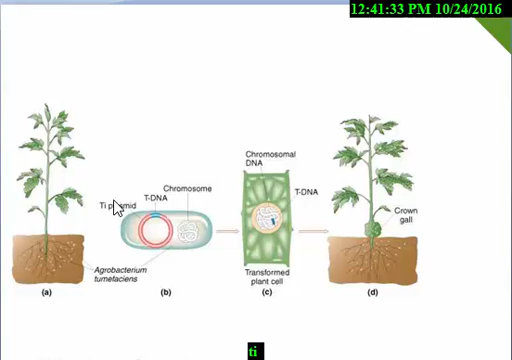 12:41:33 PM 10/24/2016
Chromosomal
DNA
Chromosome
T-DNA
T-DNA
Ti plasmid
Crown
gall
Agrobacterium
tumefaciens
Transformed
plant cell
(a)
(b)
(c)
(d)
ti